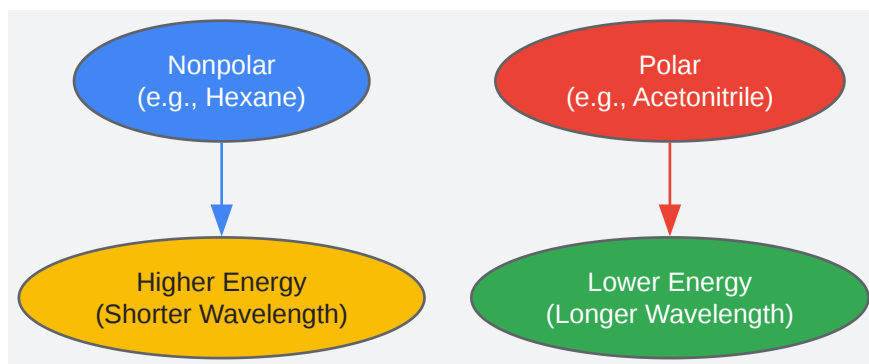 Nonpolar
(e.g., Hexane)
Polar
(e.g., Acetonitrile)
Higher Energy
(Shorter Wavelength)
Lower Energy
(Longer Wavelength)